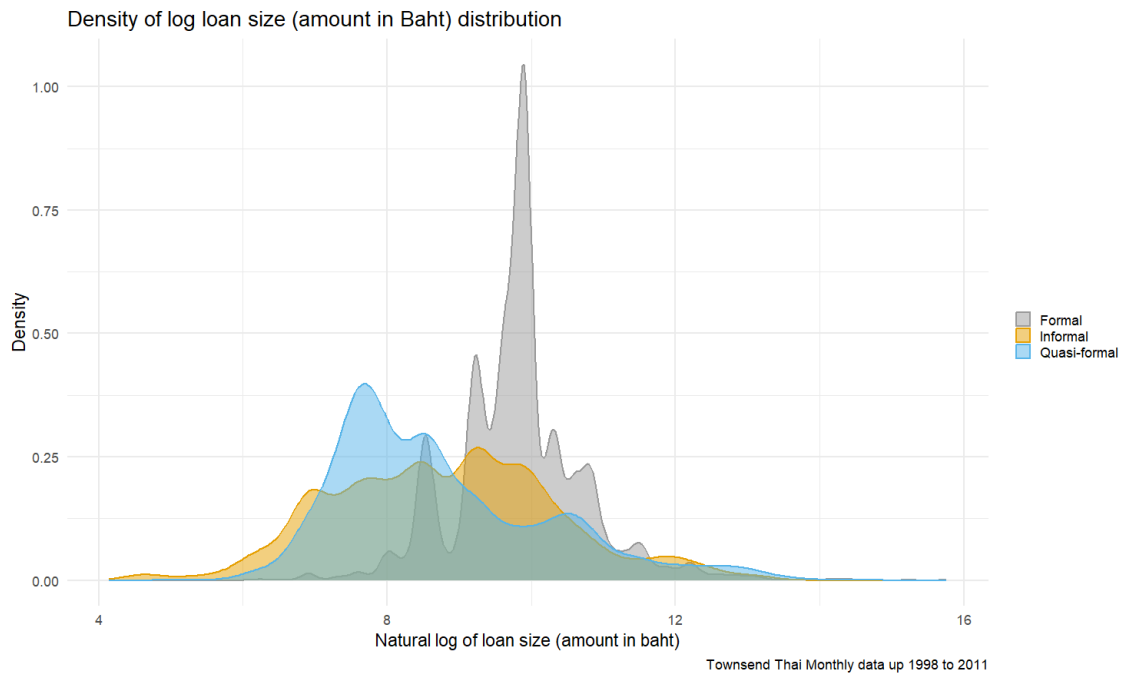 Density of log loan size (amount in Baht) distribution
1.00
0.75
0.50
0.25
0.00
Density
4 8 12 16
Natural log of loan size (amount in baht)
Formal
Informal
Quasi-formal
Townsend Thai Monthly data up 1998 to 2011